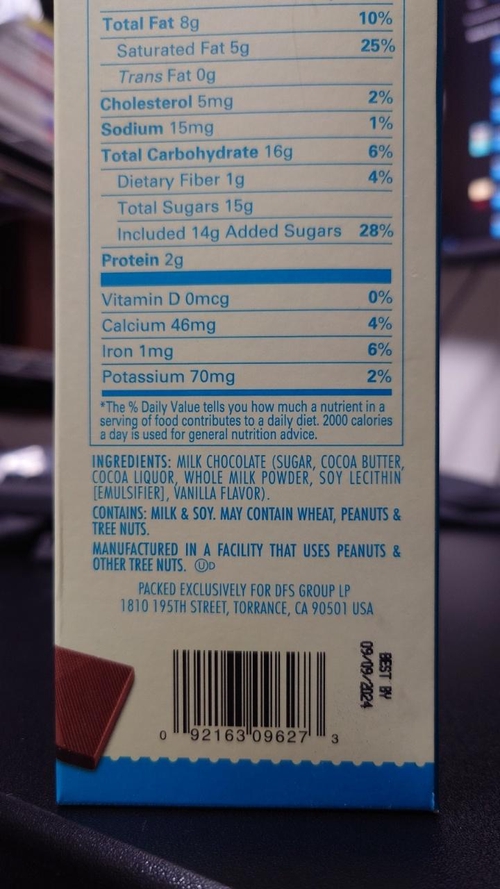 Total Fat 8g 10%
Saturated Fat 5g 25%
Trans Fat 0g
Cholesterol 5mg 2%
Sodium 15mg 1%
Total Carbohydrate 16g 6%
Dietary Fiber 1g 4%
Total Sugars 15g
Included 14g Added Sugars 28%
Protein 2g
Vitamin D 0mcg 0%
Calcium 46mg 4%
Iron 1mg 6%
Potassium 70mg 2%
*The % Daily Value tells you how much a nutrient in a
serving of food contributes to a daily diet. 2000 calories
a day is used for general nutrition advice.
INGREDIENTS: MILK CHOCOLATE (SUGAR, COCOA BUTTER,
COCOA LIQUOR, WHOLE MILK POWDER, SOY LECITHIN
[EMULSIFIER], VANILLA FLAVOR).
CONTAINS: MILK & SOY. MAY CONTAIN WHEAT, PEANUTS &
TREE NUTS.
MANUFACTURED IN A FACILITY THAT USES PEANUTS &
OTHER TREE NUTS. ⓊD
PACKED EXCLUSIVELY FOR DFS GROUP LP
1810 195TH STREET, TORRANCE, CA 90501 USA
BEST BY
09/09/2024
0 92163 09627 3